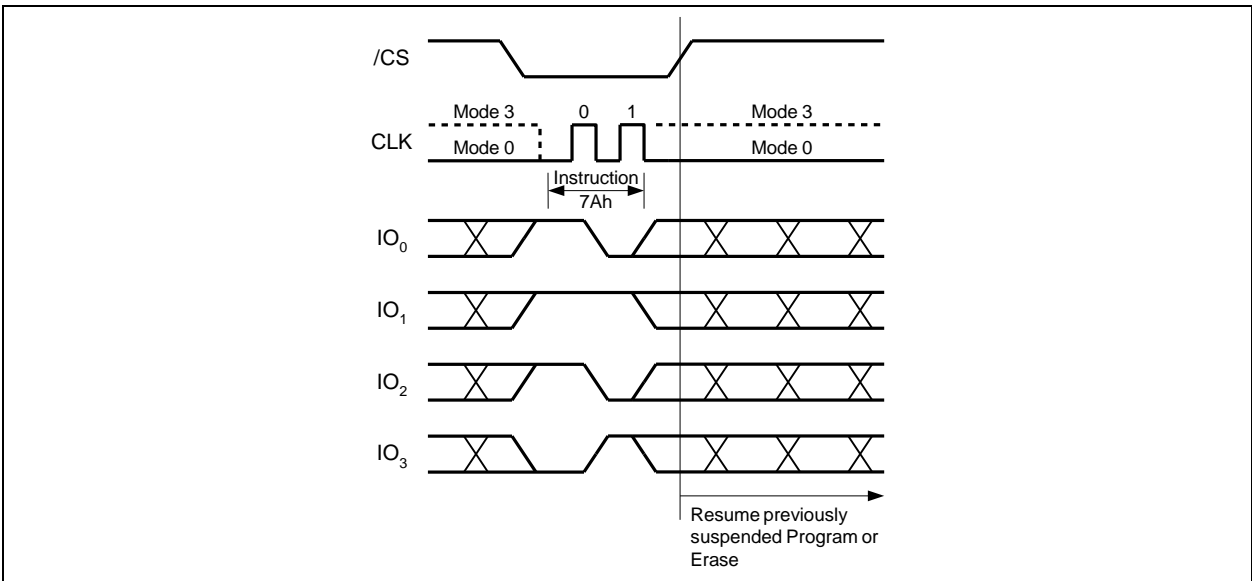 /CS
Mode 3 0 1 Mode 3
CLK
Mode 0 Mode 0
Instruction
7Ah
IO0
IO1
IO2
IO3
Resume previously
suspended Program or
Erase